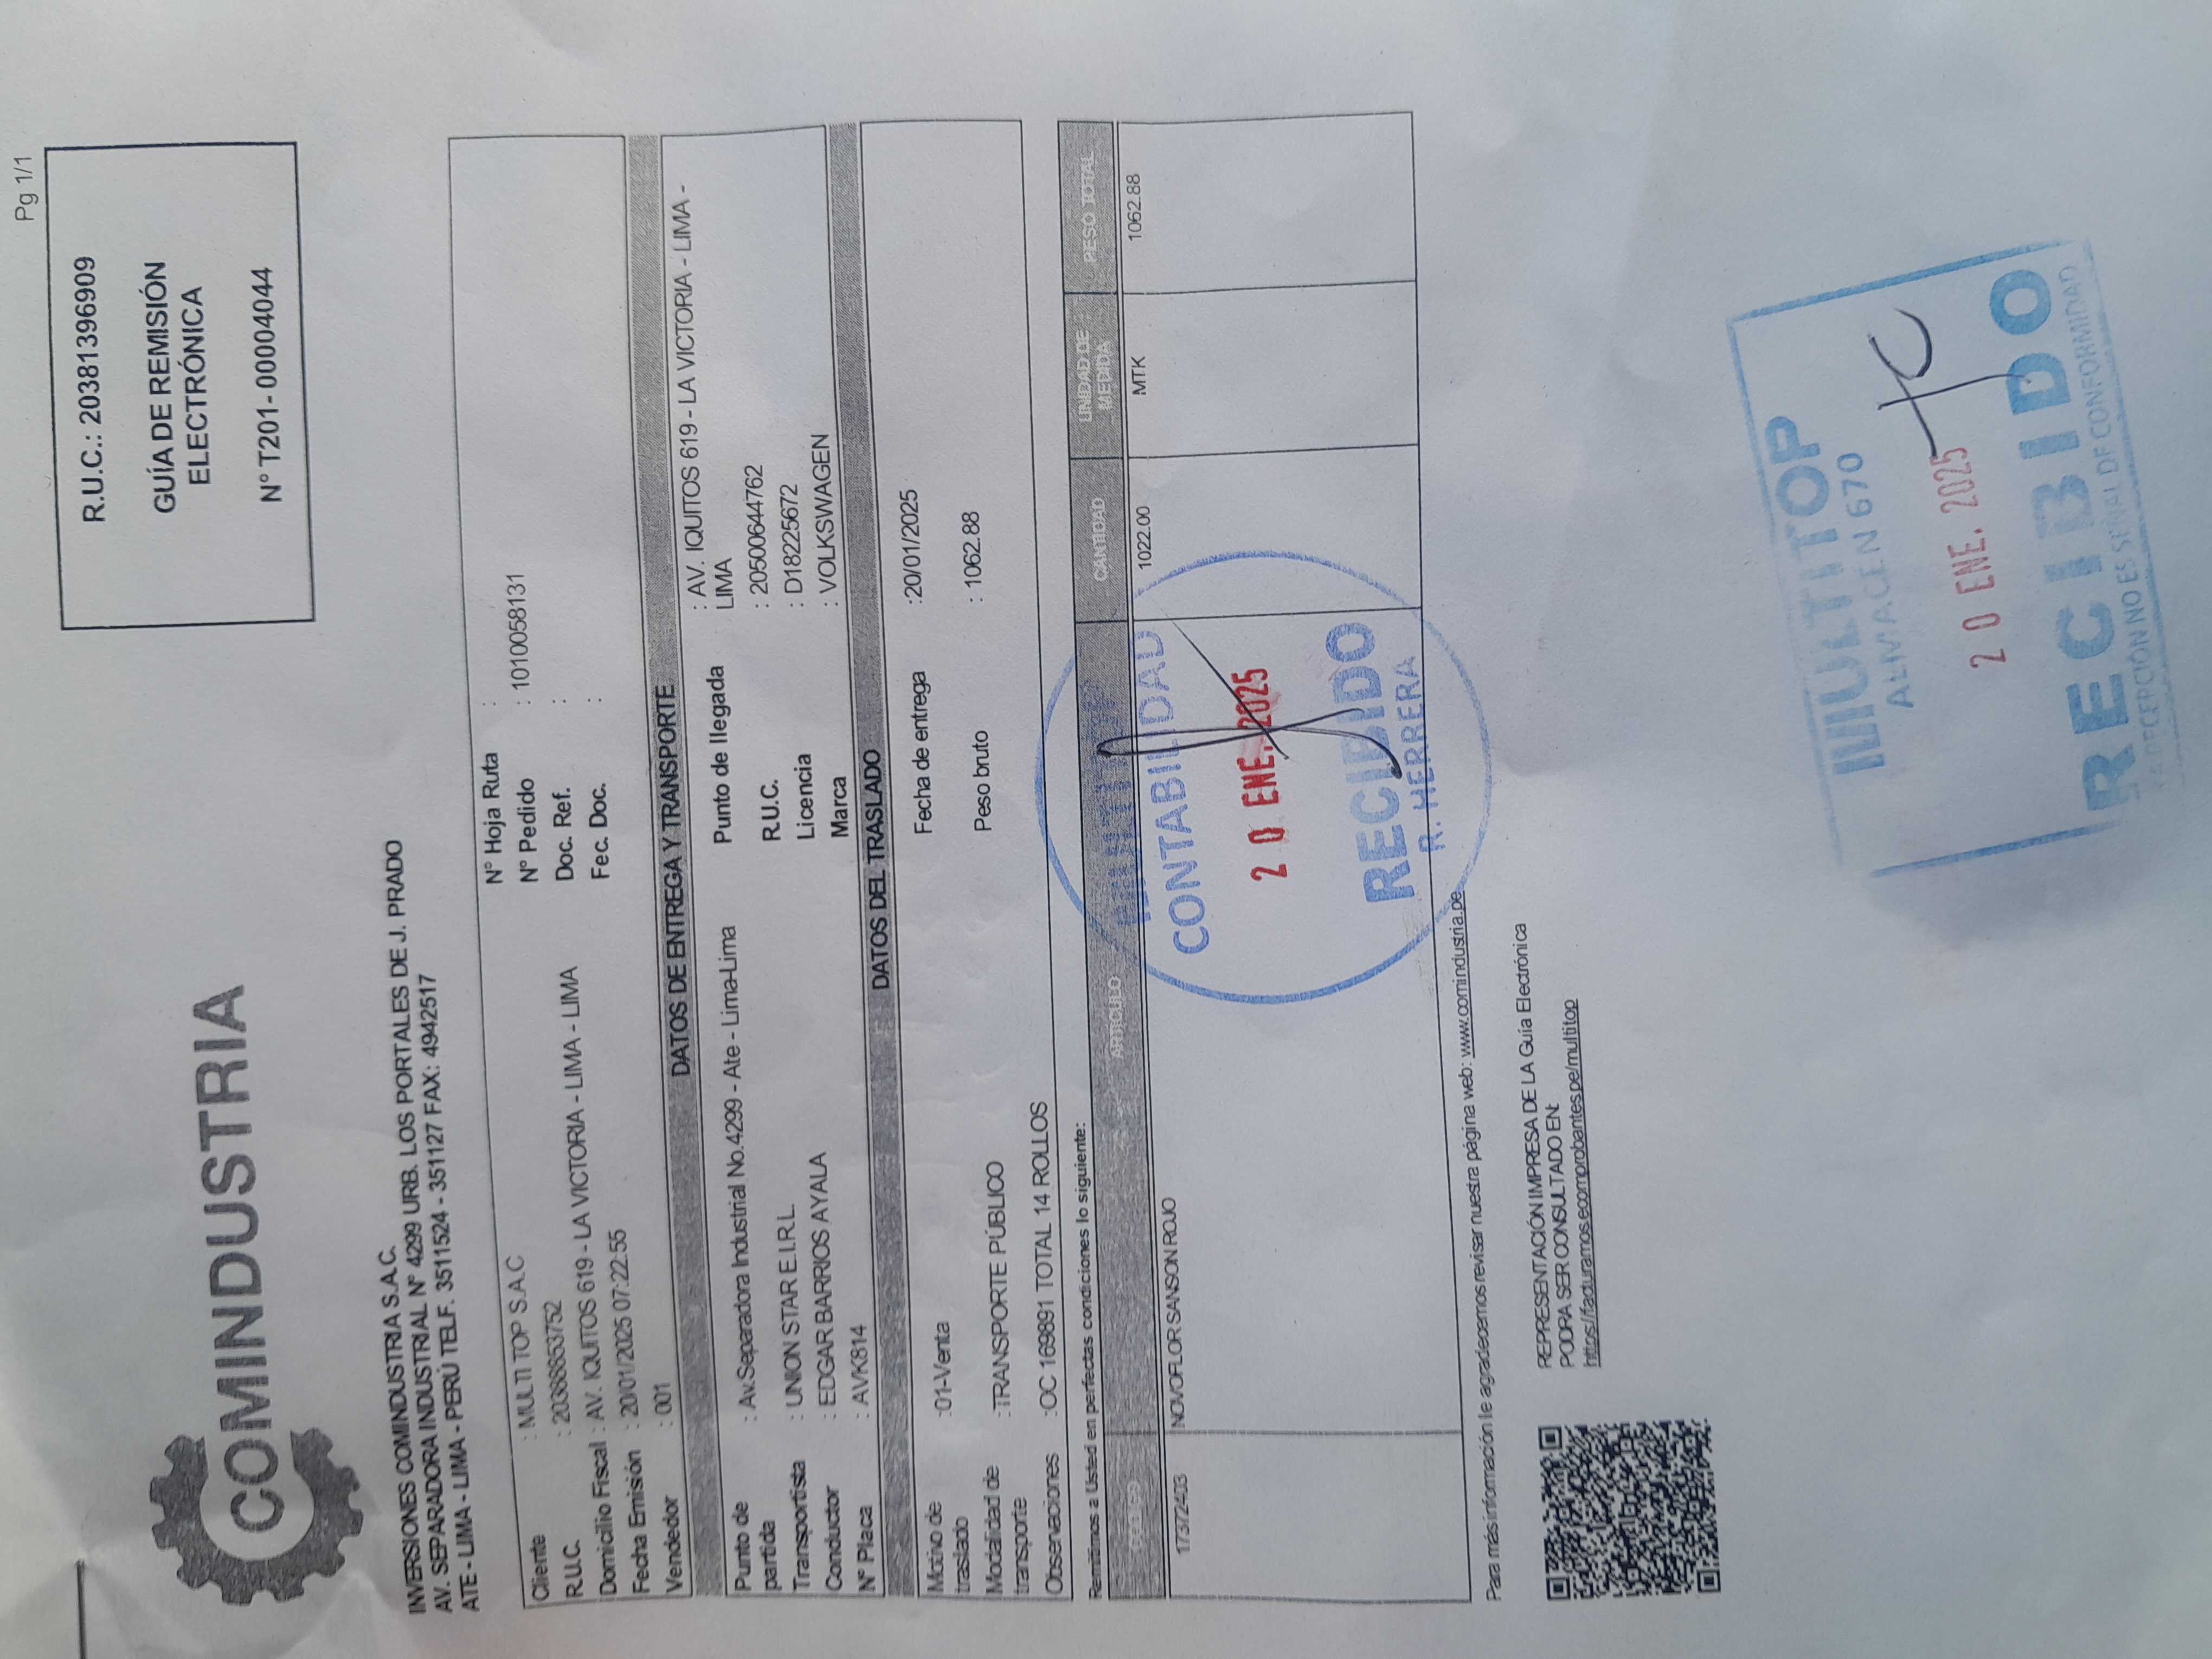 Pg 1/1
COMINDUSTRIA
R.U.C.: 20381396909
GUÍA DE REMISIÓN
ELECTRÓNICA
N° T201- 00004044
INVERSIONES COMINDUSTRIA S.A.C.
AV. SEPARADORA INDUSTRIAL N° 4299 URB. LOS PORTALES DE J. PRADO
ATE - LIMA - LIMA - PERÚ TELF. 3511524 - 351127 FAX: 4942517
Cliente : MULTI TOP S.A.C N° Hoja Ruta :
R.U.C. : 20388853752 N° Pedido : 1010058131
Domicilio Fiscal : AV. IQUITOS 619 - LA VICTORIA - LIMA - LIMA Doc. Ref. :
Fecha Emisión : 20/01/2025 07:22:55 Fec. Doc. :
Vendedor : 001
DATOS DE ENTREGA Y TRANSPORTE
Punto de partida : Av.Separadora Industrial No.4299 - Ate - Lima-Lima Punto de llegada : AV. IQUITOS 619 - LA VICTORIA - LIMA -
LIMA
Transportista : UNION STAR E.I.R.L. R.U.C. : 20500644762
Conductor : EDGAR BARRIOS AYALA Licencia : D18225672
N° Placa : AVK814 Marca : VOLKSWAGEN
DATOS DEL TRASLADO
Motivo de traslado :01-Venta Fecha de entrega :20/01/2025
Modalidad de transporte :TRANSPORTE PÚBLICO Peso bruto : 1062.88
Observaciones :OC 169891 TOTAL 14 ROLLOS
Remitimos a Usted en perfectas condiciones lo siguiente:
CODIGO ARTICULO CANTIDAD UNIDAD DE MEDIDA PESO TOTAL
17372403 NOVOFLOR SANSON ROJO 1022.00 MTK 1062.88
CONTABILIDAD
20 ENE. 2025
RECIBIDO
R. HERRERA
Para más información le agradecemos revisar nuestra página web: www.comindustria.pe
REPRESENTACIÓN IMPRESA DE LA Guía Electrónica
PODRA SER CONSULTADO EN:
https://facturamos.ecomprobantes.pe/multitop
MULTITOP
ALMACEN 670
20 ENE. 2025
RECIBIDO
LA RECEPCION NO ES SEÑAL DE CONFORMIDAD